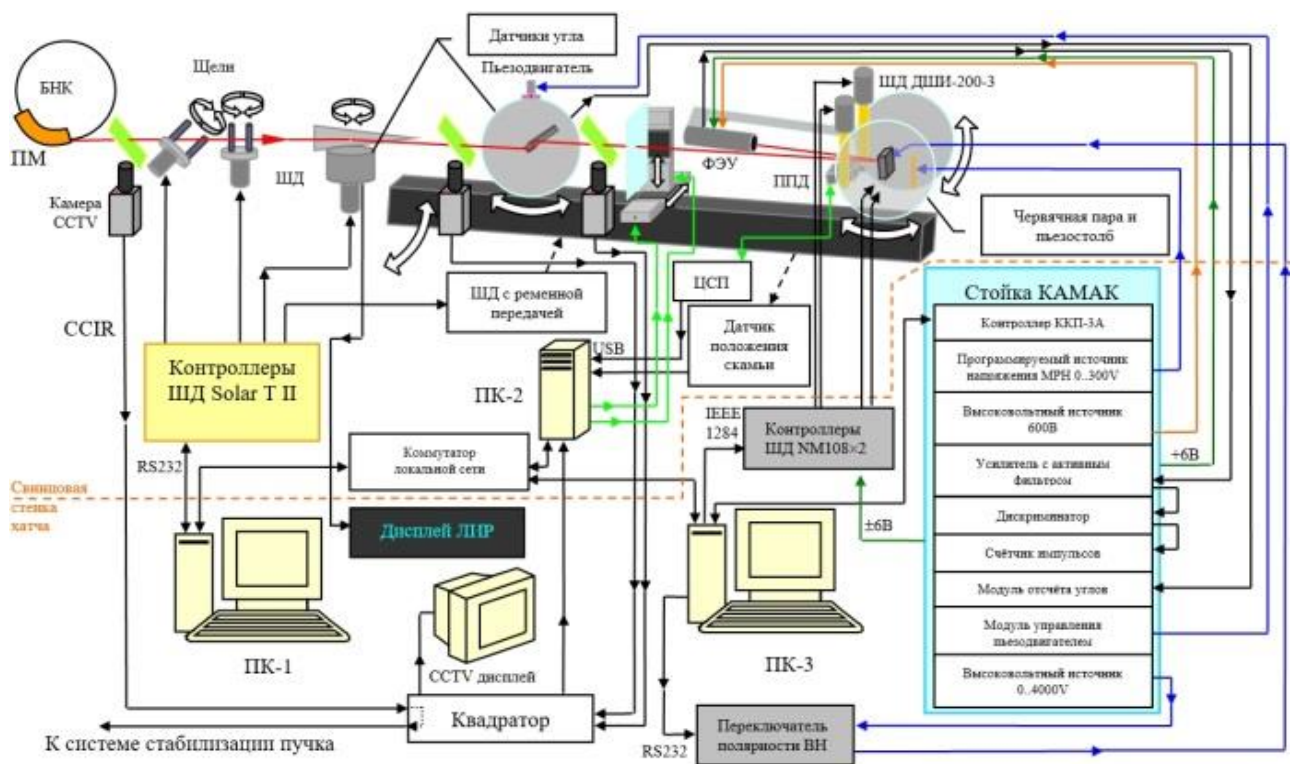 Датчики угла
Пьезодвигатель
БНК
Щели
ШД ДШИ-200-3
ПМ
ШД
ФЭУ
ППД
Камера
CCTV
Червячная пара и
пьезостолб
ЦСП
ШД с ременной
передачей
Датчик
положения
скамьи
CCIR
Контроллеры
ШД Solar T II
USB
ПК-2
IEEE
1284
Контроллеры
ШД NM108×2
RS232
Коммутатор
локальной сети
Свинцовая
стенка
хатча
Дисплей ЛИР
±6В
Стойка КАМАК
Контроллер ККП-3А
Программируемый источник
напряжения МРН 0..300V
Высоковольтный источник
600В
+6В
Усилитель с активным
фильтром
Дискриминатор
Счётчик импульсов
Модуль отсчёта углов
Модуль управления
пьезодвигателем
Высоковольтный источник
0..4000V
ПК-1
CCTV дисплей
ПК-3
Квадратор
К системе стабилизации пучка
RS232
Переключатель
полярности ВН